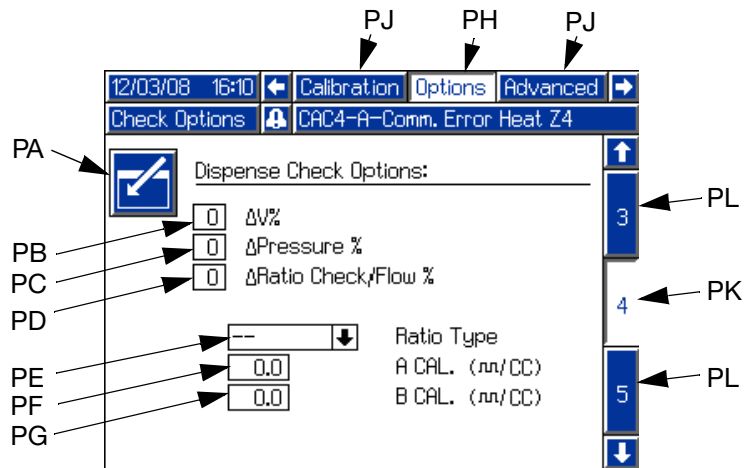 PJ PH PJ
12/03/08 16:10 Calibration Options Advanced
Check Options CAC4-A-Comm. Error Heat Z4
PA Dispense Check Options:
3 PL
PB 0 ΔV%
PC 0 ΔPressure %
PD 0 ΔRatio Check/Flow %
4 PK
PE -- Ratio Type
PF 0.0 A CAL. (⎍⎍/CC)
PG 0.0 B CAL. (⎍⎍/CC)
5 PL